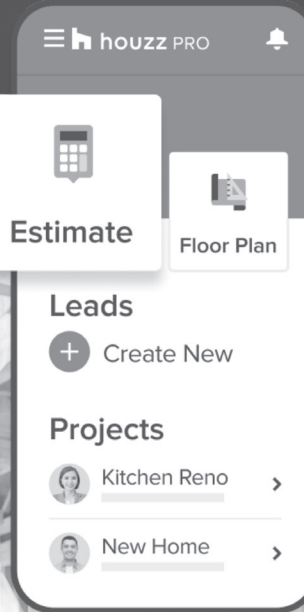 houzz PRO
Estimate
Floor Plan
Leads
Create New
Projects
Kitchen Reno
New Home